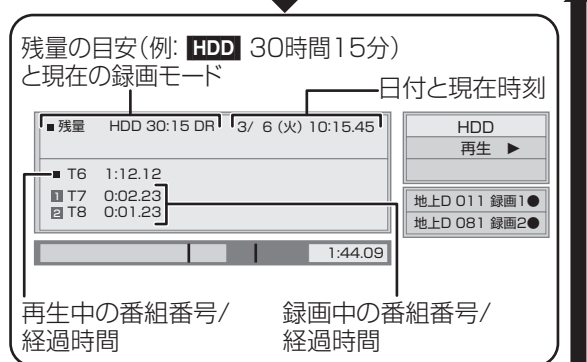 残量の目安(例: HDD 30時間15分)
と現在の録画モード
日付と現在時刻
■残量 HDD 30:15 DR 3/ 6 (火) 10:15.45
■ T6 1:12.12
1 T7 0:02.23
2 T8 0:01.23
HDD
再生 ▶
地上D 011 録画1●
地上D 081 録画2●
1:44.09
再生中の番組番号/
経過時間
録画中の番組番号/
経過時間